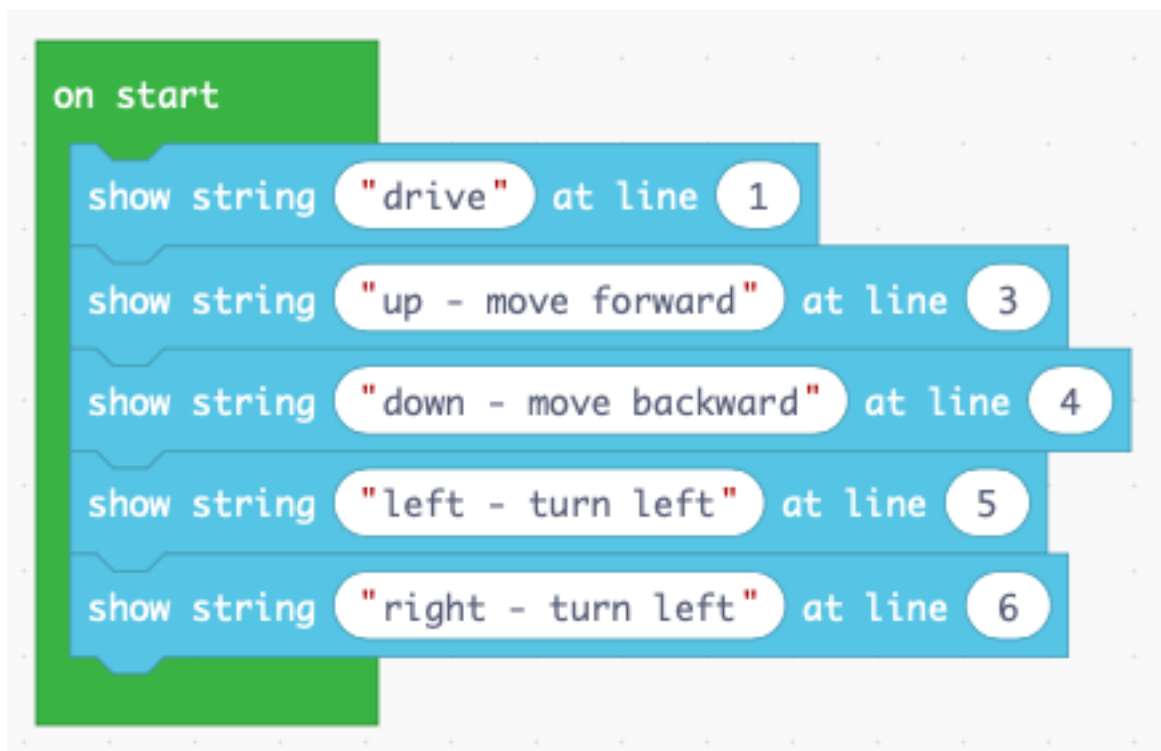 on start
show string "drive" at line 1
show string "up - move forward" at line 3
show string "down - move backward" at line 4
show string "left - turn left" at line 5
show string "right - turn left" at line 6